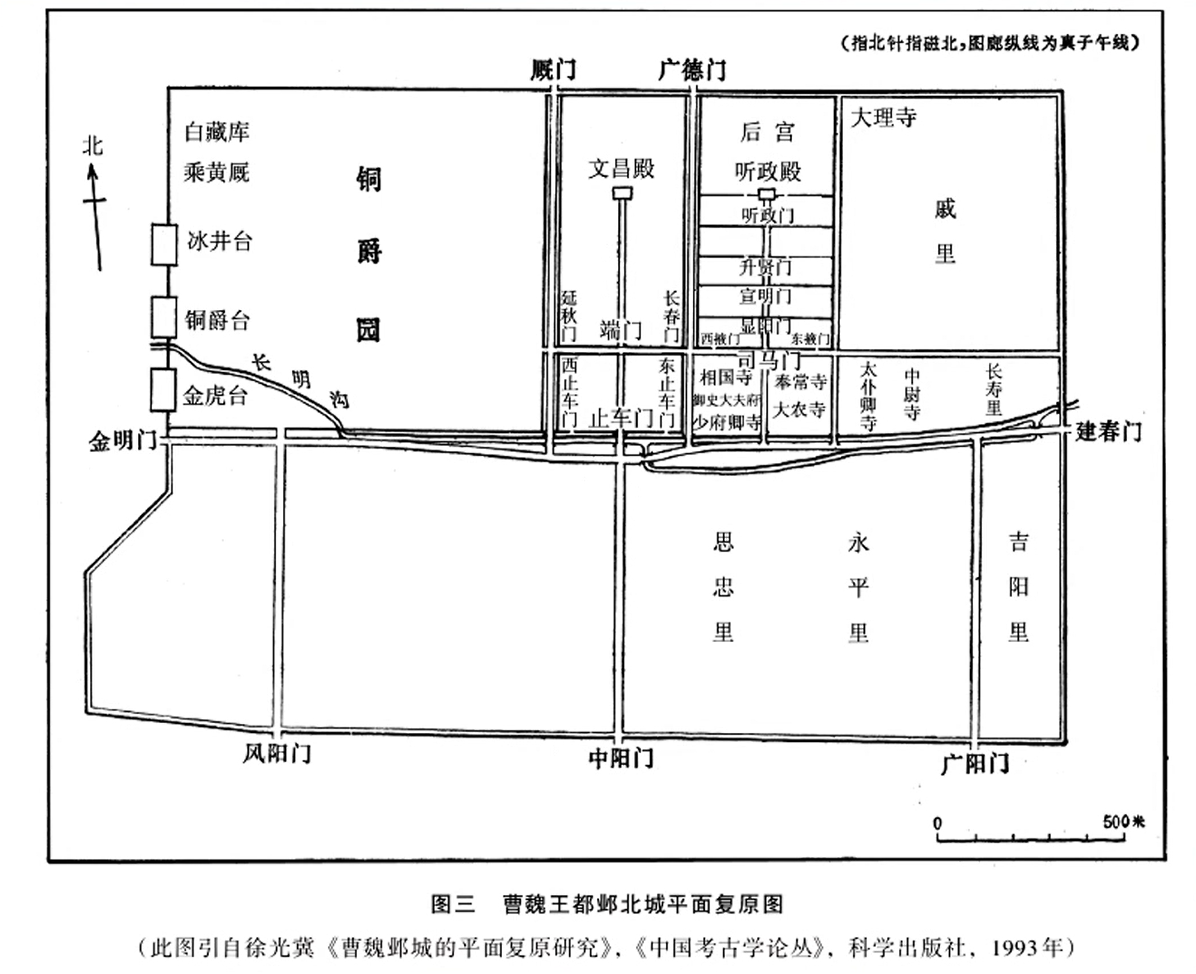 (指北针指磁北,图廊纵线为真子午线)
厩门
广德门
北
白藏库
乘黄厩
铜爵园
冰井台
铜爵台
金虎台
长明沟
文昌殿
延秋门
长春门
端门
西止车门
东止车门
止车门
后宫
听政殿
听政门
升贤门
宣明门
显阳门
西掖门
东掖门
司马门
相国寺
御史大夫府
少府卿寺
奉常寺
大农寺
大理寺
戚里
太仆卿寺
中尉寺
长寿里
金明门
建春门
思忠里
永平里
吉阳里
凤阳门
中阳门
广阳门
0 500米
图三 曹魏王都邺北城平面复原图
(此图引自徐光冀《曹魏邺城的平面复原研究》,《中国考古学论丛》,科学出版社,1993年)